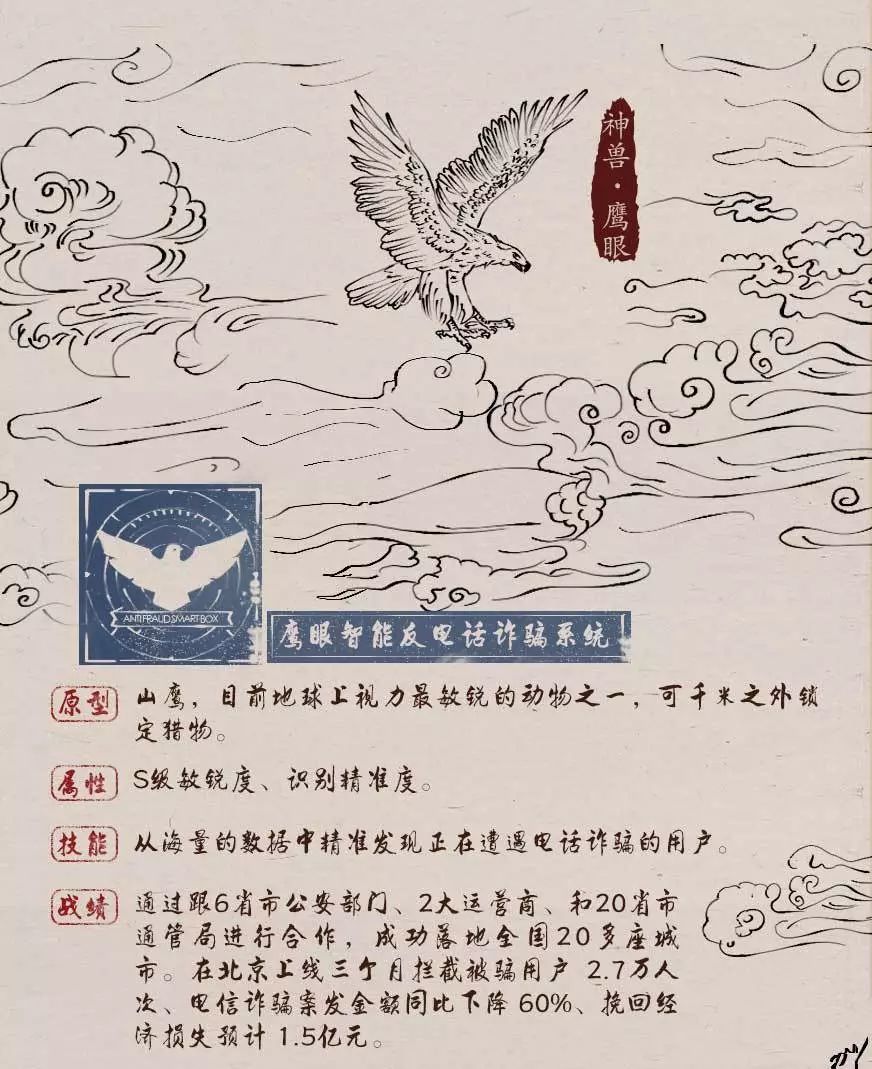 神兽·鹰眼
ANTIFRAUDSMARTBOX
鹰眼智能反电话诈骗系统
原型 山鹰，目前地球上视力最敏锐的动物之一，可千米之外锁
定猎物。
属性 S级敏锐度、识别精准度。
技能 从海量的数据中精准发现正在遭遇电话诈骗的用户。
战绩 通过跟6省市公安部门、2大运营商、和20省市
通管局进行合作，成功落地全国20多座城
市。在北京上线三个月拦截被骗用户 2.7万人
次、电信诈骗案发金额同比下降 60%、挽回经
济损失预计 1.5亿元。